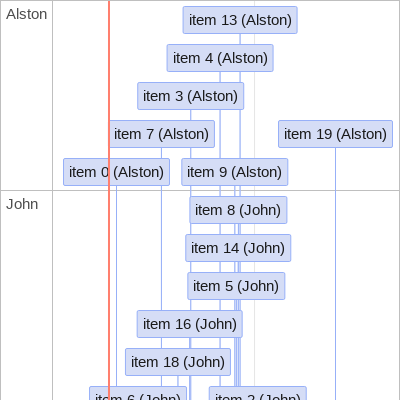 Alston
item 13 (Alston)
item 4 (Alston)
item 3 (Alston)
item 7 (Alston)
item 19 (Alston)
item 0 (Alston)
item 9 (Alston)
John
item 8 (John)
item 14 (John)
item 5 (John)
item 16 (John)
item 18 (John)
item 6 (John)
item 2 (John)